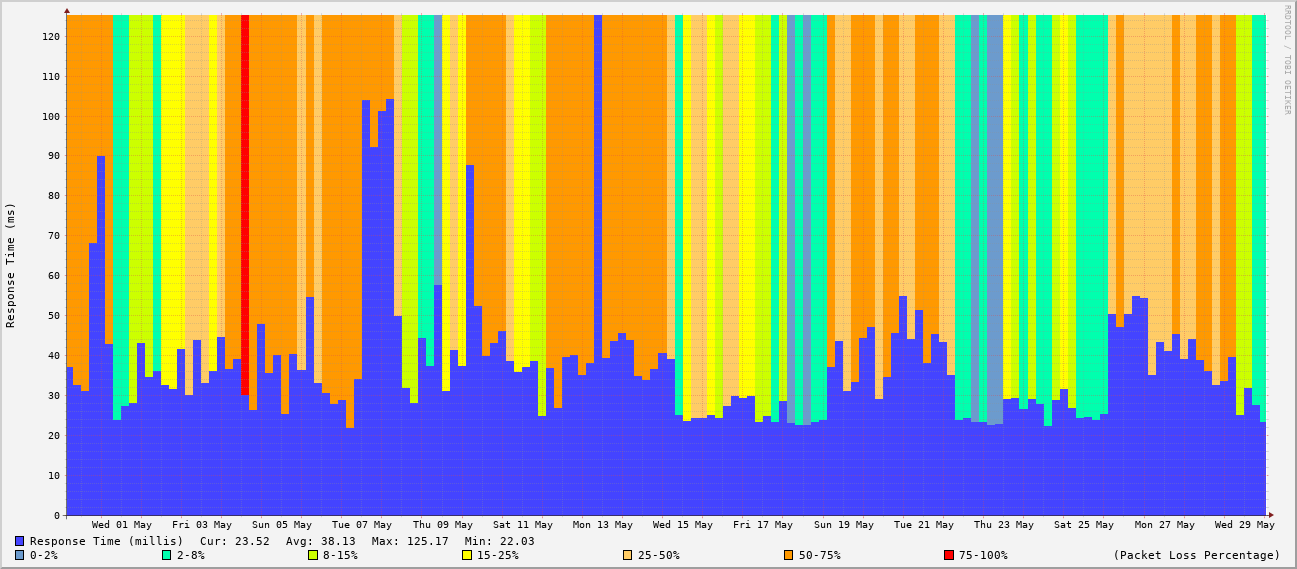 RRDTOOL / TOBI OETIKER
Response Time (ms)
120
110
100
90
80
70
60
50
40
30
20
10
0
Wed 01 May Fri 03 May Sun 05 May Tue 07 May Thu 09 May Sat 11 May Mon 13 May Wed 15 May Fri 17 May Sun 19 May Tue 21 May Thu 23 May Sat 25 May Mon 27 May Wed 29 May
Response Time (millis) Cur: 23.52 Avg: 38.13 Max: 125.17 Min: 22.03
0-2% 2-8% 8-15% 15-25% 25-50% 50-75% 75-100% (Packet Loss Percentage)